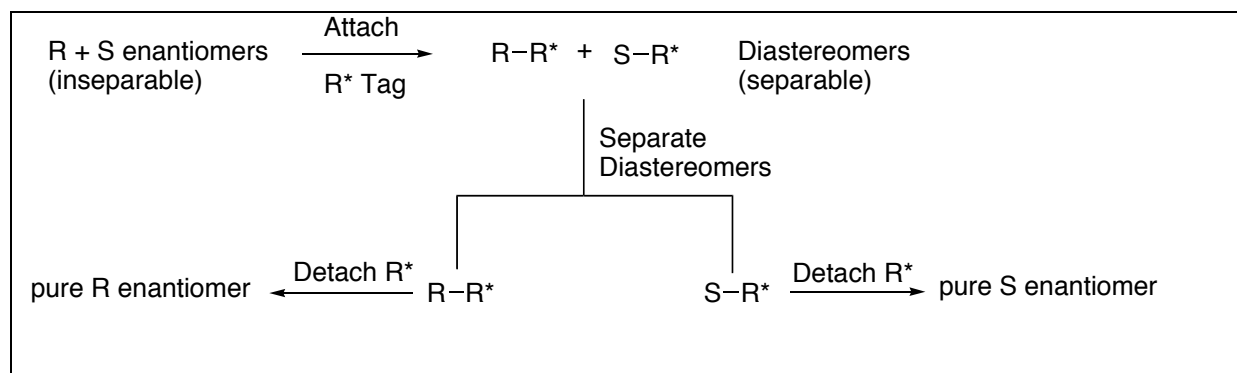 R + S enantiomers
(inseparable)
Attach
R* Tag
R–R* + S–R*
Diastereomers
(separable)
Separate
Diastereomers
pure R enantiomer
Detach R*
R–R*
S–R*
Detach R*
pure S enantiomer